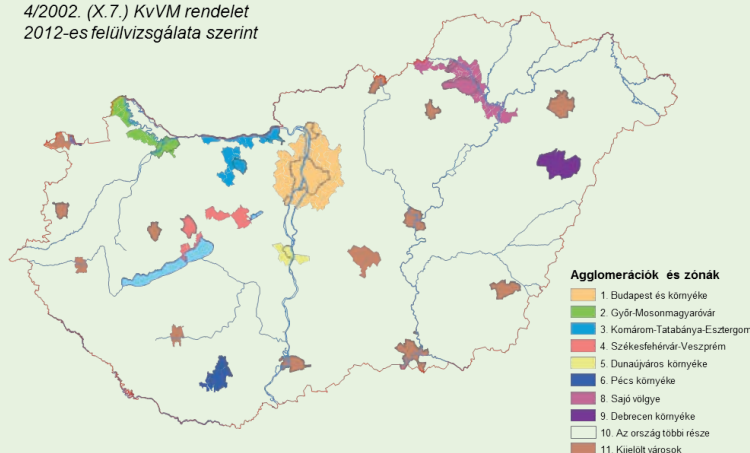 4/2002. (X.7.) KvVM rendelet
2012-es felülvizsgálata szerint
Agglomerációk és zónák
1. Budapest és környéke
2. Győr-Mosonmagyaróvár
3. Komárom-Tatabánya-Esztergom
4. Székesfehérvár-Veszprém
5. Dunaújváros környéke
6. Pécs környéke
8. Sajó völgye
9. Debrecen környéke
10. Az ország többi része
11. Kijelölt városok